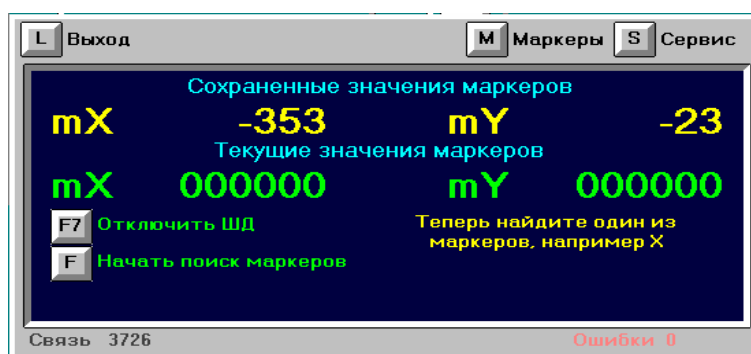 L Выход M Маркеры S Сервис
Сохраненные значения маркеров
mX -353 mY -23
Текущие значения маркеров
mX 000000 mY 000000
F7 Отключить ШД
F Начать поиск маркеров
Теперь найдите один из
маркеров, например X
Связь 3726 Ошибки 0